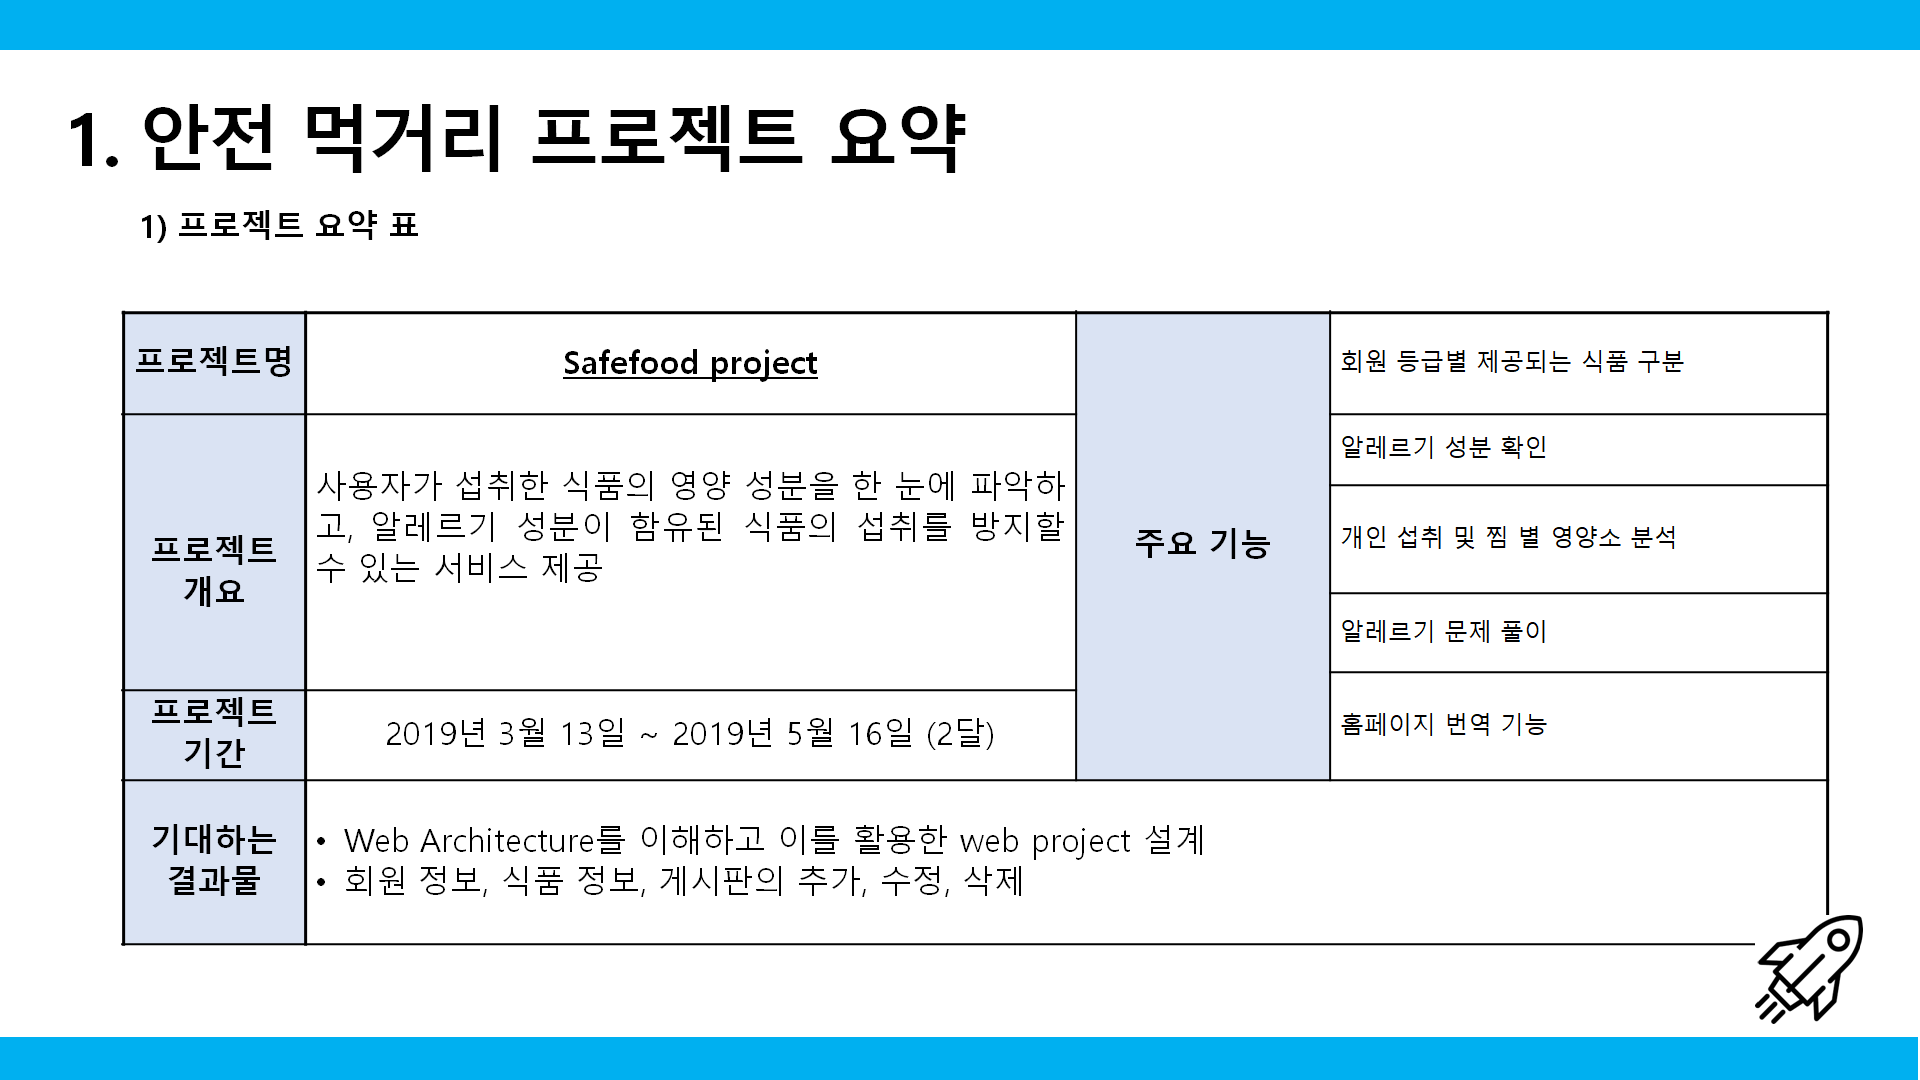 1. 안전 먹거리 프로젝트 요약
1) 프로젝트 요약 표
프로젝트명
Safefood project
프로젝트
개요
사용자가 섭취한 식품의 영양 성분을 한 눈에 파악하
고, 알레르기 성분이 함유된 식품의 섭취를 방지할
수 있는 서비스 제공
프로젝트
기간
2019년 3월 13일 ~ 2019년 5월 16일 (2달)
주요 기능
회원 등급별 제공되는 식품 구분
알레르기 성분 확인
개인 섭취 및 찜 별 영양소 분석
알레르기 문제 풀이
홈페이지 번역 기능
기대하는
결과물
• Web Architecture를 이해하고 이를 활용한 web project 설계
• 회원 정보, 식품 정보, 게시판의 추가, 수정, 삭제